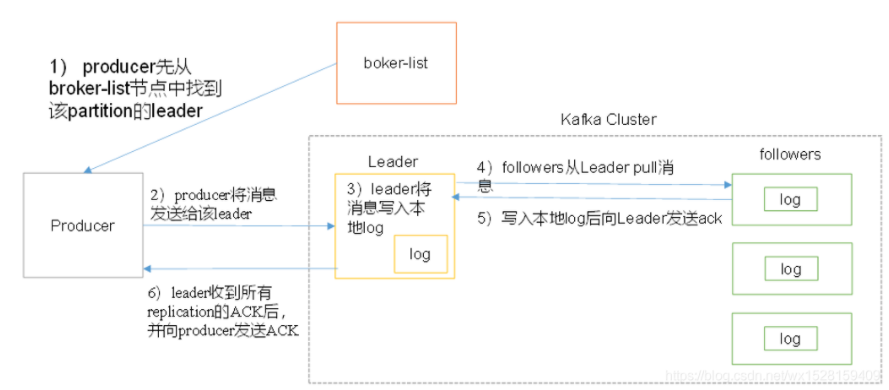 boker-list
1） producer先从
broker-list节点中找到
该partition的leader
Kafka Cluster
Leader
followers
4）followers从Leader pull消
息
Producer
2）producer将消息
发送给该leader
3）leader将
消息写入本
地log
log
log
5）写入本地log后向Leader发送ack
6）leader收到所有
replication的ACK后，
并向producer发送ACK
log
log
https://blog.csdn.net/wx1528159409